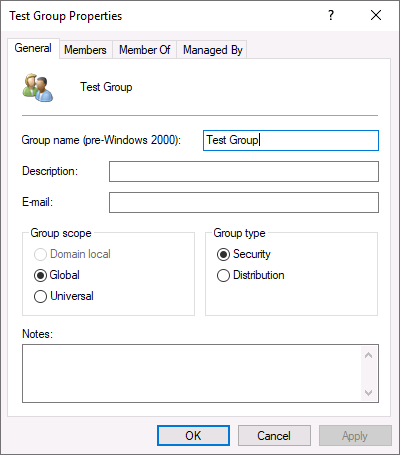 Test Group Properties
?
General
Members
Member Of
Managed By
Test Group
Group name (pre-Windows 2000):
Test Group
Description:
E-mail:
Group scope
Domain local
Global
Universal
Group type
Security
Distribution
Notes:
OK
Cancel
Apply